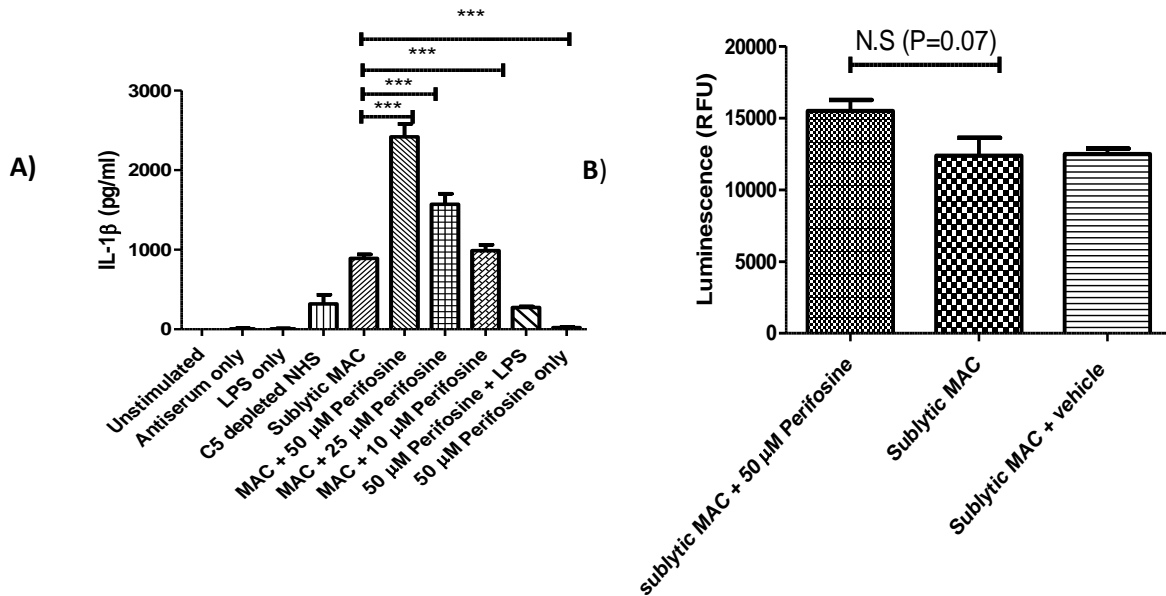 A)
***
***
***
***
3000
2000
1000
0
IL-1β (pg/ml)
Unstimulated
Antiserum only
LPS only
C5 depleted NHS
Sublytic MAC
MAC + 50 µM Perifosine
MAC + 25 µM Perifosine
MAC + 10 µM Perifosine
50 µM Perifosine + LPS
50 µM Perifosine only
B)
N.S (P=0.07)
20000
15000
10000
5000
0
Luminescence (RFU)
sublytic MAC + 50 µM Perifosine
Sublytic MAC
Sublytic MAC + vehicle